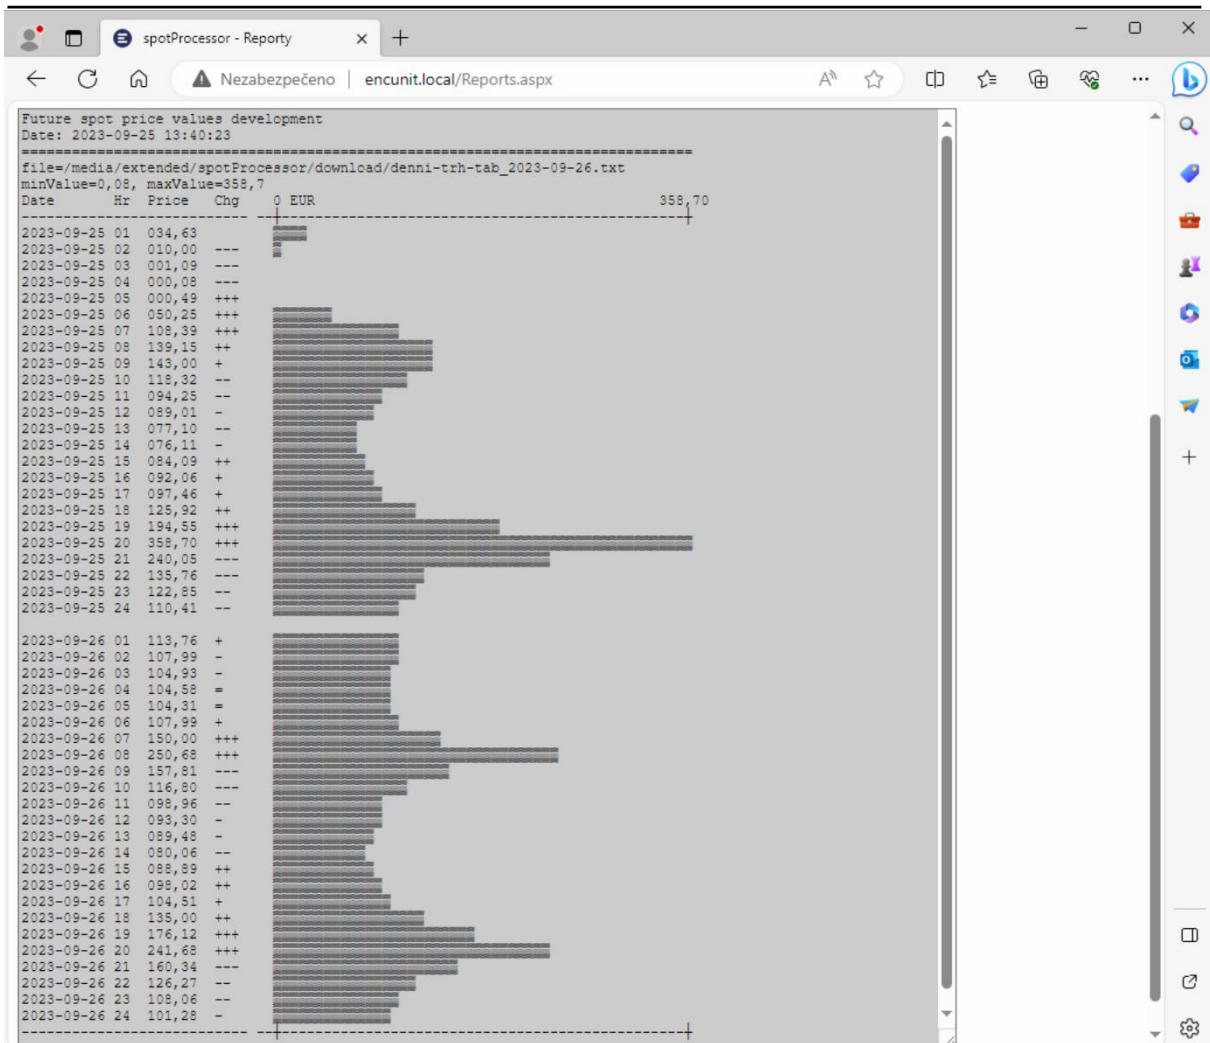 spotProcessor - Reporty
Nezabezpečeno | encunit.local/Reports.aspx
Future spot price values development
Date: 2023-09-25 13:40:23
================================================================================
file=/media/extended/spotProcessor/download/denni-trh-tab_2023-09-26.txt
minValue=0,08, maxValue=358,7
Date Hr Price Chg 0 EUR 358,70
2023-09-25 01 034,63
2023-09-25 02 010,00 ---
2023-09-25 03 001,09 ---
2023-09-25 04 000,08 ---
2023-09-25 05 000,49 +++
2023-09-25 06 050,25 +++
2023-09-25 07 108,39 +++
2023-09-25 08 139,15 ++
2023-09-25 09 143,00 +
2023-09-25 10 118,32 --
2023-09-25 11 094,25 --
2023-09-25 12 089,01 -
2023-09-25 13 077,10 --
2023-09-25 14 076,11 -
2023-09-25 15 084,09 ++
2023-09-25 16 092,06 +
2023-09-25 17 097,46 +
2023-09-25 18 125,92 ++
2023-09-25 19 194,55 +++
2023-09-25 20 358,70 +++
2023-09-25 21 240,05 ---
2023-09-25 22 135,76 ---
2023-09-25 23 122,85 --
2023-09-25 24 110,41 --
2023-09-26 01 113,76 +
2023-09-26 02 107,99 -
2023-09-26 03 104,93 -
2023-09-26 04 104,58 =
2023-09-26 05 104,31 =
2023-09-26 06 107,99 +
2023-09-26 07 150,00 +++
2023-09-26 08 250,68 +++
2023-09-26 09 157,81 ---
2023-09-26 10 116,80 ---
2023-09-26 11 098,96 --
2023-09-26 12 093,30 -
2023-09-26 13 089,48 -
2023-09-26 14 080,06 --
2023-09-26 15 088,89 ++
2023-09-26 16 098,02 ++
2023-09-26 17 104,51 +
2023-09-26 18 135,00 ++
2023-09-26 19 176,12 +++
2023-09-26 20 241,68 +++
2023-09-26 21 160,34 ---
2023-09-26 22 126,27 --
2023-09-26 23 108,06 --
2023-09-26 24 101,28 -